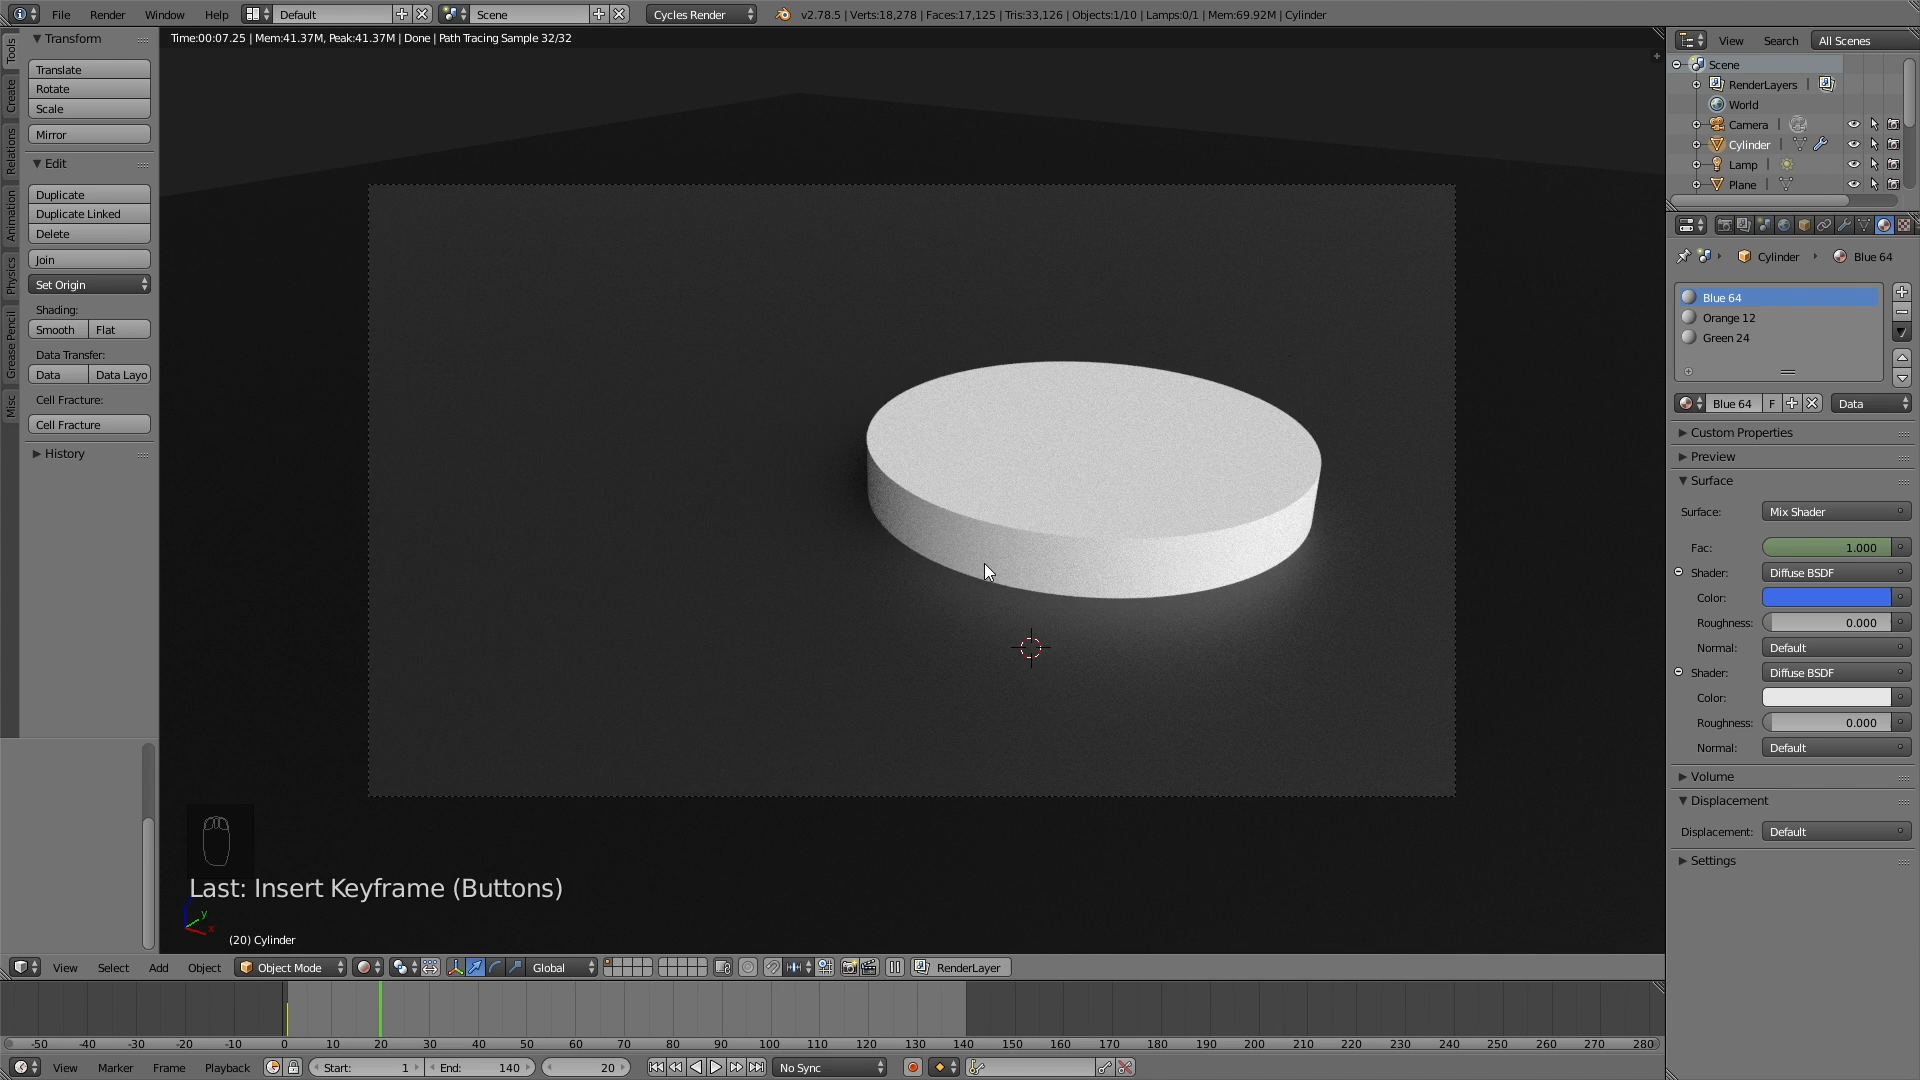 File Render Window Help Default Scene Cycles Render v2.78.5 | Verts:18,278 | Faces:17,125 | Tris:33,126 | Objects:1/10 | Lamps:0/1 | Mem:69.92M | Cylinder
Time:00:07.25 | Mem:41.37M, Peak:41.37M | Done | Path Tracing Sample 32/32
Tools
Create
Relations
Animation
Physics
Grease Pencil
Misc
Transform
Translate
Rotate
Scale
Mirror
Edit
Duplicate
Duplicate Linked
Delete
Join
Set Origin
Shading:
Smooth Flat
Data Transfer:
Data Data Layo
Cell Fracture:
Cell Fracture
History
Last: Insert Keyframe (Buttons)
y
x
(20) Cylinder
View Select Add Object Object Mode Global RenderLayer
-50 -40 -30 -20 -10 0 10 20 30 40 50 60 70 80 90 100 110 120 130 140 150 160 170 180 190 200 210 220 230 240 250 260 270 280
View Marker Frame Playback Start: 1 End: 140 20 No Sync
View Search All Scenes
Scene
RenderLayers |
World
Camera |
Cylinder |
Lamp |
Plane |
Cylinder Blue 64
Blue 64
Orange 12
Green 24
Blue 64 F Data
Custom Properties
Preview
Surface
Surface: Mix Shader
Fac: 1.000
Shader: Diffuse BSDF
Color:
Roughness: 0.000
Normal: Default
Shader: Diffuse BSDF
Color:
Roughness: 0.000
Normal: Default
Volume
Displacement
Displacement: Default
Settings